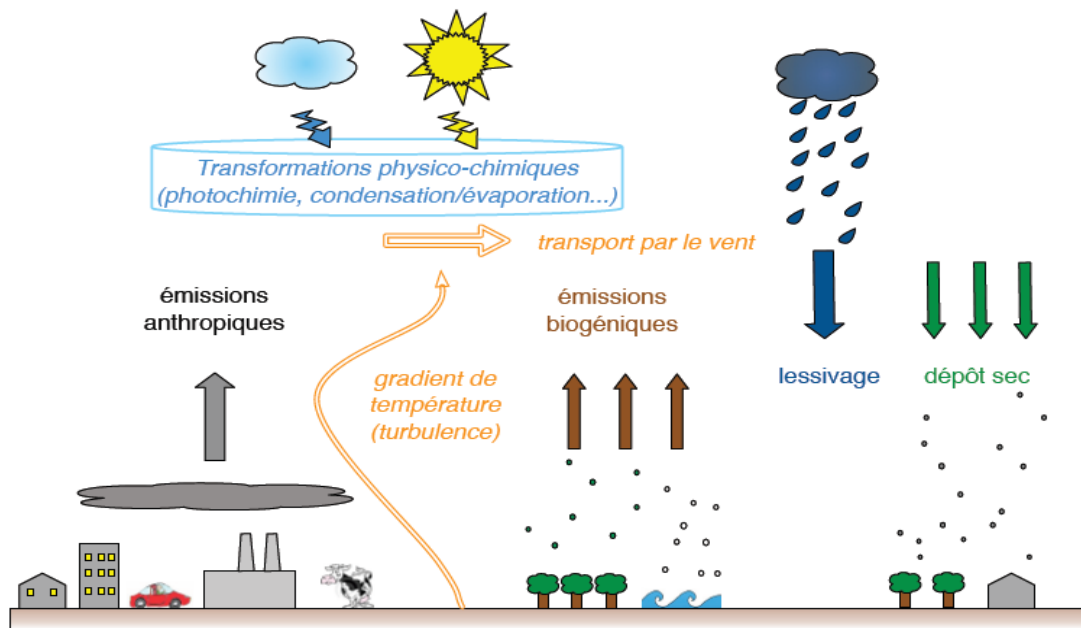 Transformations physico-chimiques
(photochimie, condensation/évaporation...)
transport par le vent
émissions
anthropiques
émissions
biogéniques
gradient de
température
(turbulence)
lessivage
dépôt sec